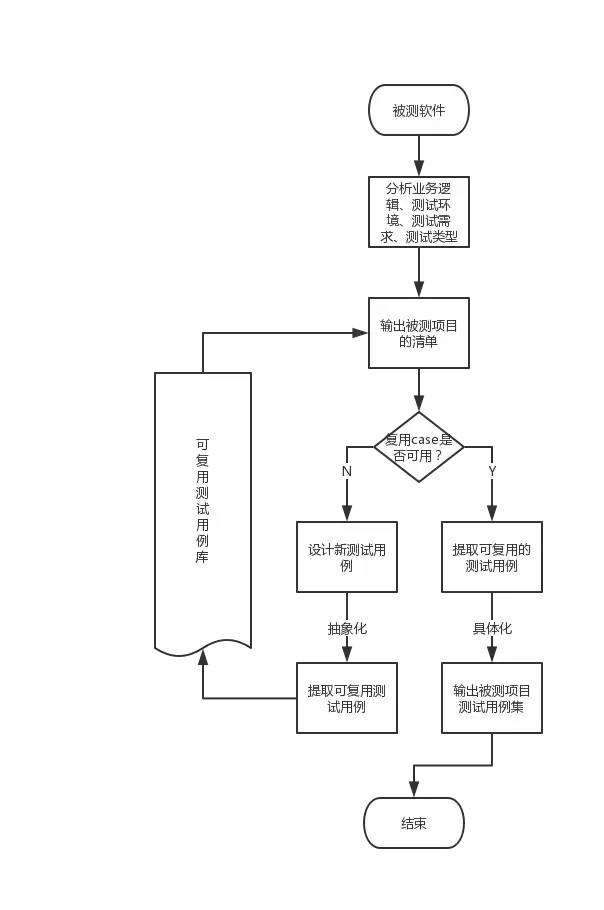 被测软件
分析业务逻
辑、测试环
境、测试需
求、测试类型
输出被测项目
的清单
复用case是
否可用？
N
Y
可
复
用
测
试
用
例
库
设计新测试用
例
提取可复用的
测试用例
抽象化
具体化
提取可复用测
试用例
输出被测项目
测试用例集
结束